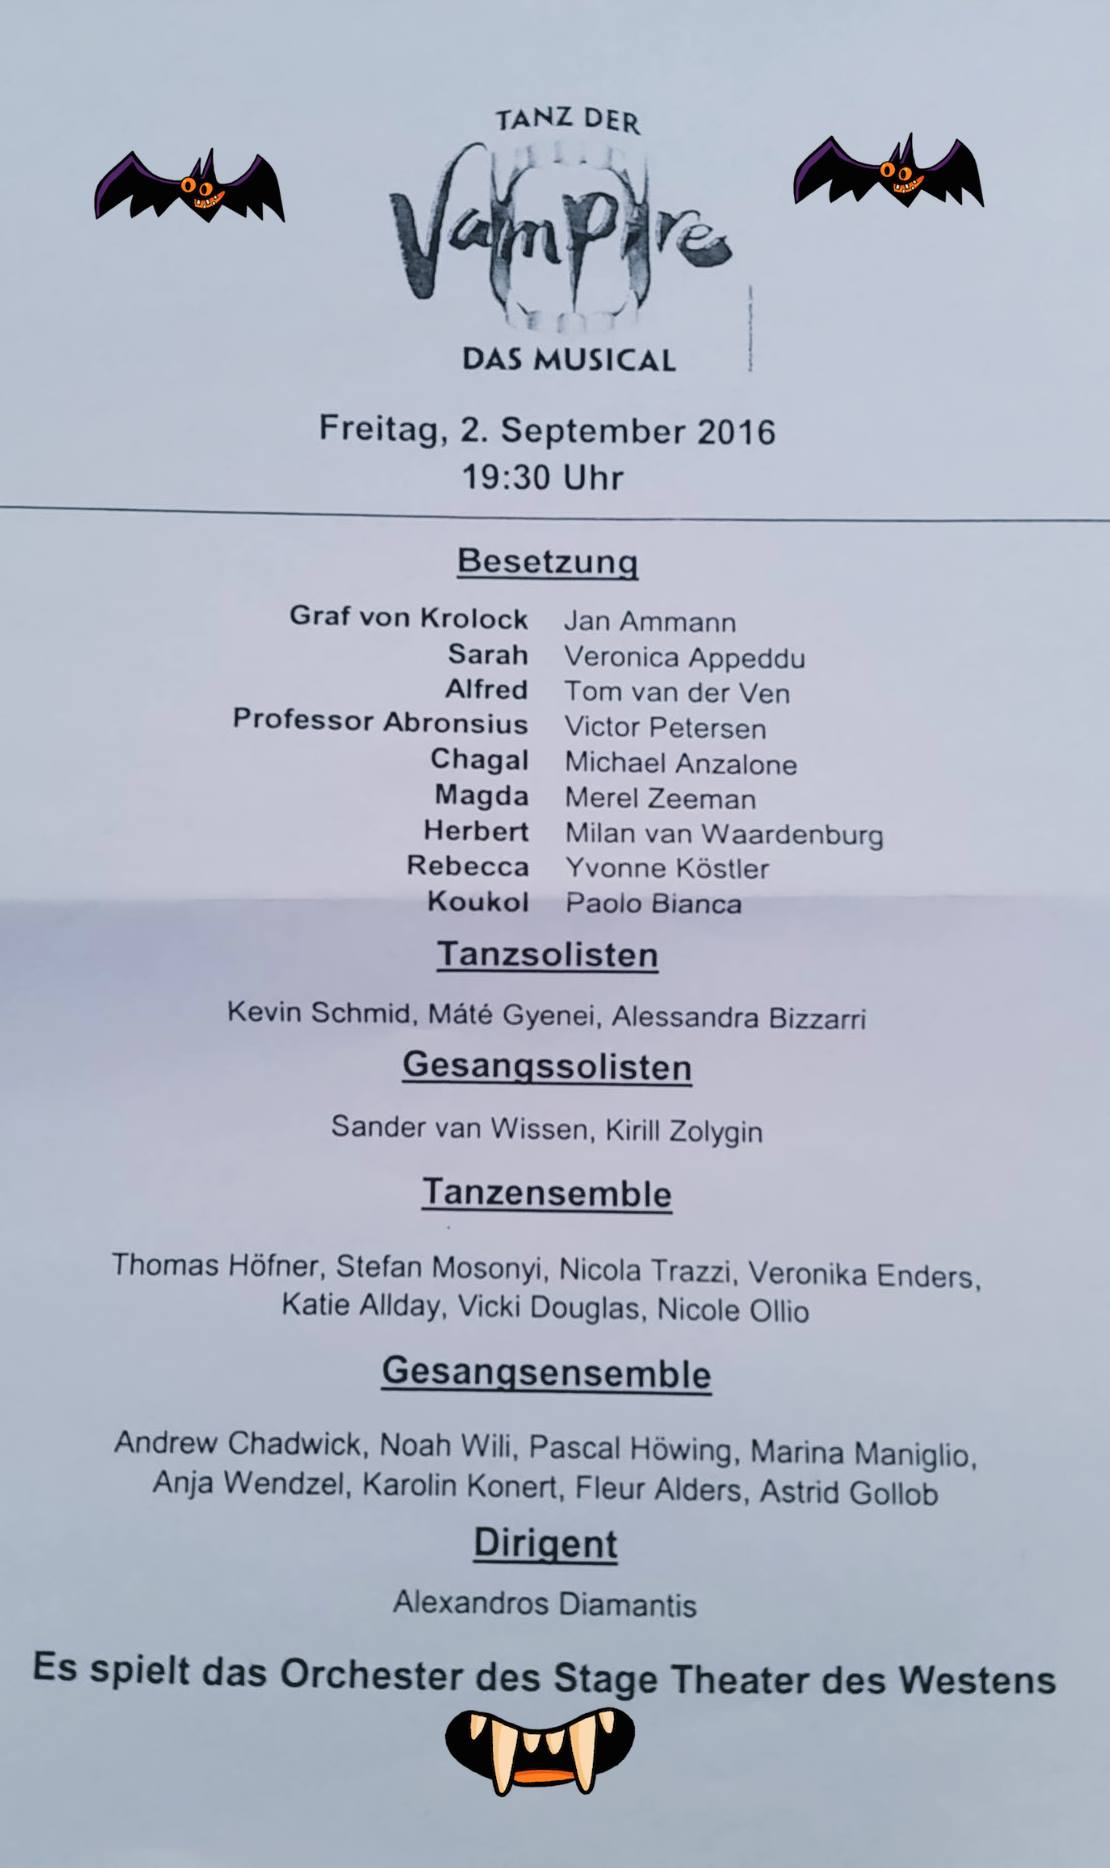 TANZ DER
Vampire
DAS MUSICAL
Freitag, 2. September 2016
19:30 Uhr
Besetzung
Graf von Krolock Jan Ammann
Sarah Veronica Appeddu
Alfred Tom van der Ven
Professor Abronsius Victor Petersen
Chagal Michael Anzalone
Magda Merel Zeeman
Herbert Milan van Waardenburg
Rebecca Yvonne Köstler
Koukol Paolo Bianca
Tanzsolisten
Kevin Schmid, Máté Gyenei, Alessandra Bizzarri
Gesangssolisten
Sander van Wissen, Kirill Zolygin
Tanzensemble
Thomas Höfner, Stefan Mosonyi, Nicola Trazzi, Veronika Enders,
Katie Allday, Vicki Douglas, Nicole Ollio
Gesangsensemble
Andrew Chadwick, Noah Wili, Pascal Höwing, Marina Maniglio,
Anja Wendzel, Karolin Konert, Fleur Alders, Astrid Gollob
Dirigent
Alexandros Diamantis
Es spielt das Orchester des Stage Theater des Westens